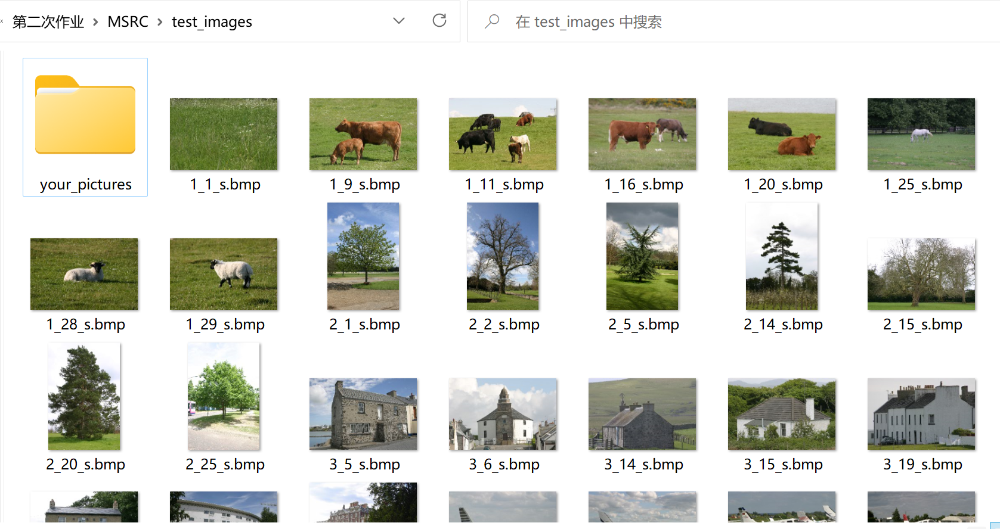 « 第二次作业 › MSRC › test_images
在 test_images 中搜索
your_pictures
1_1_s.bmp
1_9_s.bmp
1_11_s.bmp
1_16_s.bmp
1_20_s.bmp
1_25_s.bmp
1_28_s.bmp
1_29_s.bmp
2_1_s.bmp
2_2_s.bmp
2_5_s.bmp
2_14_s.bmp
2_15_s.bmp
2_20_s.bmp
2_25_s.bmp
3_5_s.bmp
3_6_s.bmp
3_14_s.bmp
3_15_s.bmp
3_19_s.bmp